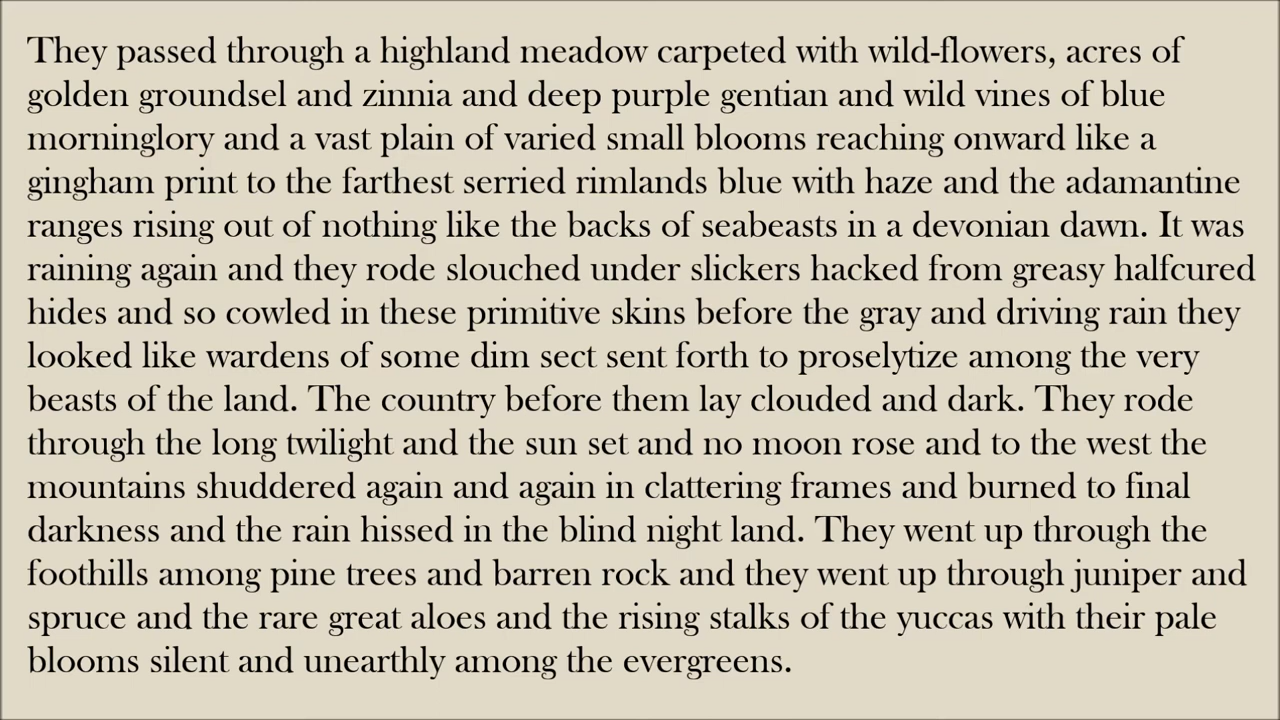 They passed through a highland meadow carpeted with wild-flowers, acres of
golden groundsel and zinnia and deep purple gentian and wild vines of blue
morninglory and a vast plain of varied small blooms reaching onward like a
gingham print to the farthest serried rimlands blue with haze and the adamantine
ranges rising out of nothing like the backs of seabeasts in a devonian dawn. It was
raining again and they rode slouched under slickers hacked from greasy halfcured
hides and so cowled in these primitive skins before the gray and driving rain they
looked like wardens of some dim sect sent forth to proselytize among the very
beasts of the land. The country before them lay clouded and dark. They rode
through the long twilight and the sun set and no moon rose and to the west the
mountains shuddered again and again in clattering frames and burned to final
darkness and the rain hissed in the blind night land. They went up through the
foothills among pine trees and barren rock and they went up through juniper and
spruce and the rare great aloes and the rising stalks of the yuccas with their pale
blooms silent and unearthly among the evergreens.